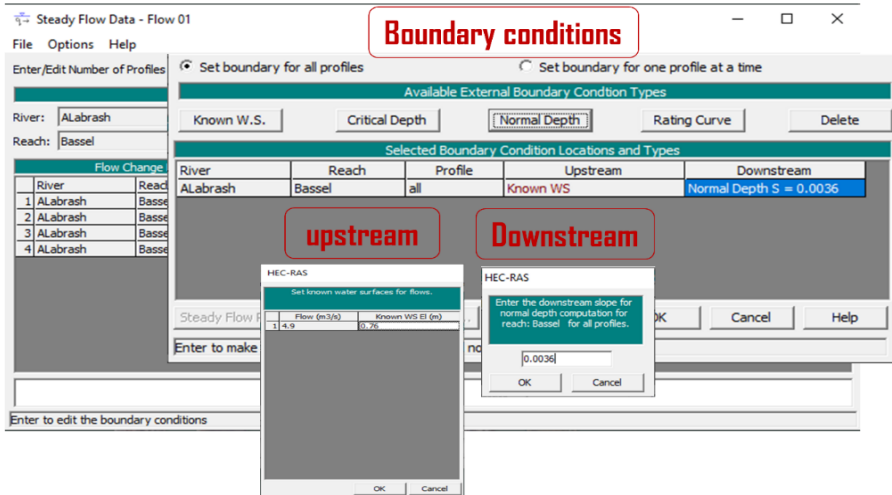 Steady Flow Data - Flow 01
Boundary conditions
File Options Help
Enter/Edit Number of Profiles
Set boundary for all profiles
Set boundary for one profile at a time
Available External Boundary Condtion Types
Known W.S.
Critical Depth
Normal Depth
Rating Curve
Delete
River: ALabrash
Reach: Bassel
Selected Boundary Condition Locations and Types
River Reach Profile Upstream Downstream
ALabrash Bassel all Known WS Normal Depth S = 0.0036
Flow Change
River
1 ALabrash
2 ALabrash
3 ALabrash
4 ALabrash
upstream
Downstream
HEC-RAS
Set known water surfaces for flows.
Flow (m3/s) Known WS El (m)
1 4.9 0.76
OK Cancel
HEC-RAS
Enter the downstream slope for
normal depth computation for
reach: Bassel for all profiles.
0.0036
OK Cancel
Steady Flow
Cancel
Help
Enter to make
Enter to edit the boundary conditions